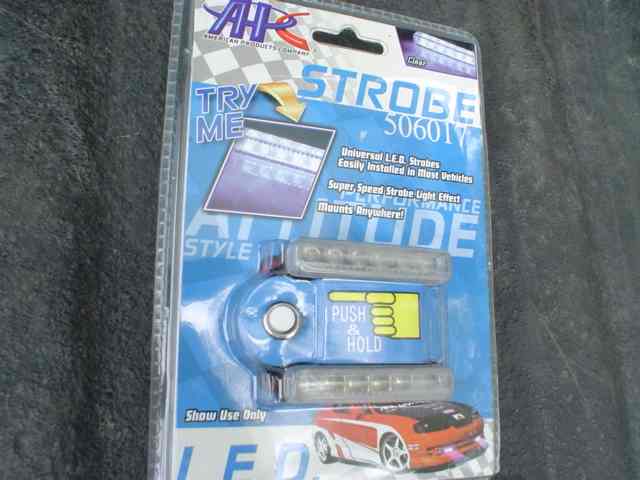 APC
AMERICAN PRODUCTS COMPANY
Clear
STROBE
506017
TRY
ME
Universal L.E.D. Strobes
Easily Installed in Most Vehicles
Super Speed Strobe Light Effect
Mounts Anywhere!
PERFORMANCE
ATTITUDE
STYLE
PUSH
&
HOLD
Show Use Only
L.E.D.